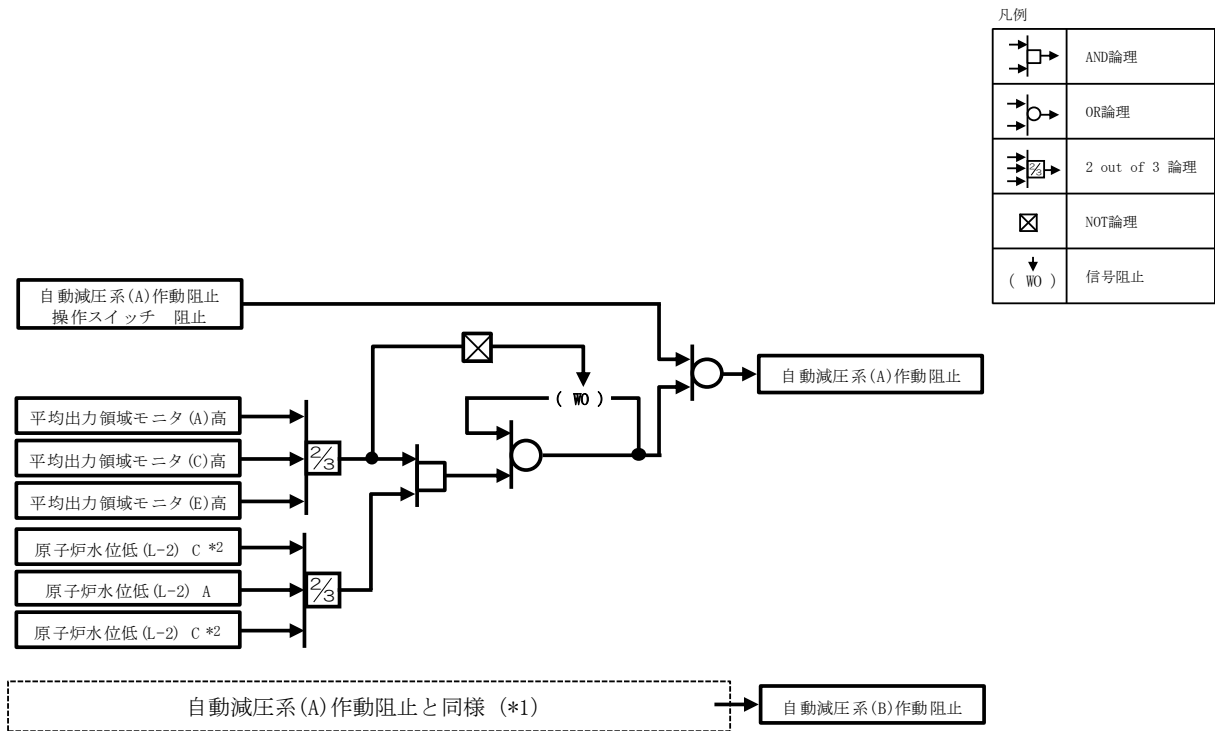 凡例
AND論理
OR論理
2/3
2 out of 3 論理
NOT論理
( WO )
信号阻止
自動減圧系(A)作動阻止
操作スイッチ 阻止
自動減圧系(A)作動阻止
( WO )
平均出力領域モニタ(A)高
平均出力領域モニタ(C)高
2/3
平均出力領域モニタ(E)高
原子炉水位低(L-2) C *2
原子炉水位低(L-2) A
2/3
原子炉水位低(L-2) C *2
自動減圧系(A)作動阻止と同様 (*1)
自動減圧系(B)作動阻止